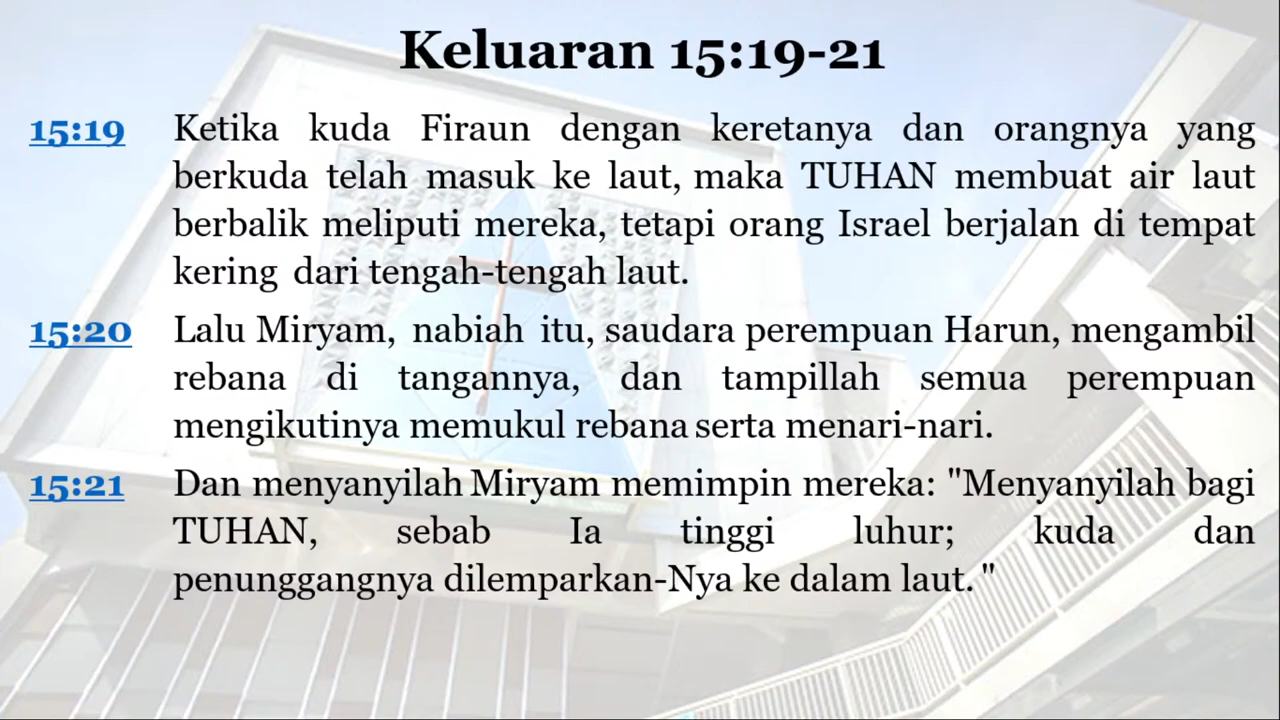 Keluaran 15:19-21
15:19 Ketika kuda Firaun dengan keretanya dan orangnya yang
berkuda telah masuk ke laut, maka TUHAN membuat air laut
berbalik meliputi mereka, tetapi orang Israel berjalan di tempat
kering dari tengah-tengah laut.
15:20 Lalu Miryam, nabiah itu, saudara perempuan Harun, mengambil
rebana di tangannya, dan tampillah semua perempuan
mengikutinya memukul rebana serta menari-nari.
15:21 Dan menyanyilah Miryam memimpin mereka: "Menyanyilah bagi
TUHAN, sebab Ia tinggi luhur; kuda dan
penunggangnya dilemparkan-Nya ke dalam laut. "